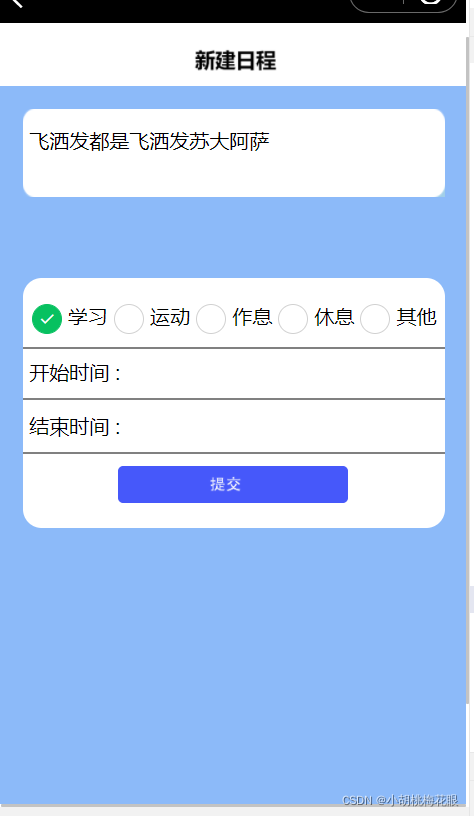 新建日程
飞洒发都是飞洒发苏大阿萨
学习 运动 作息 休息 其他
开始时间：
结束时间：
提交
CSDN @小胡桃梅花眼